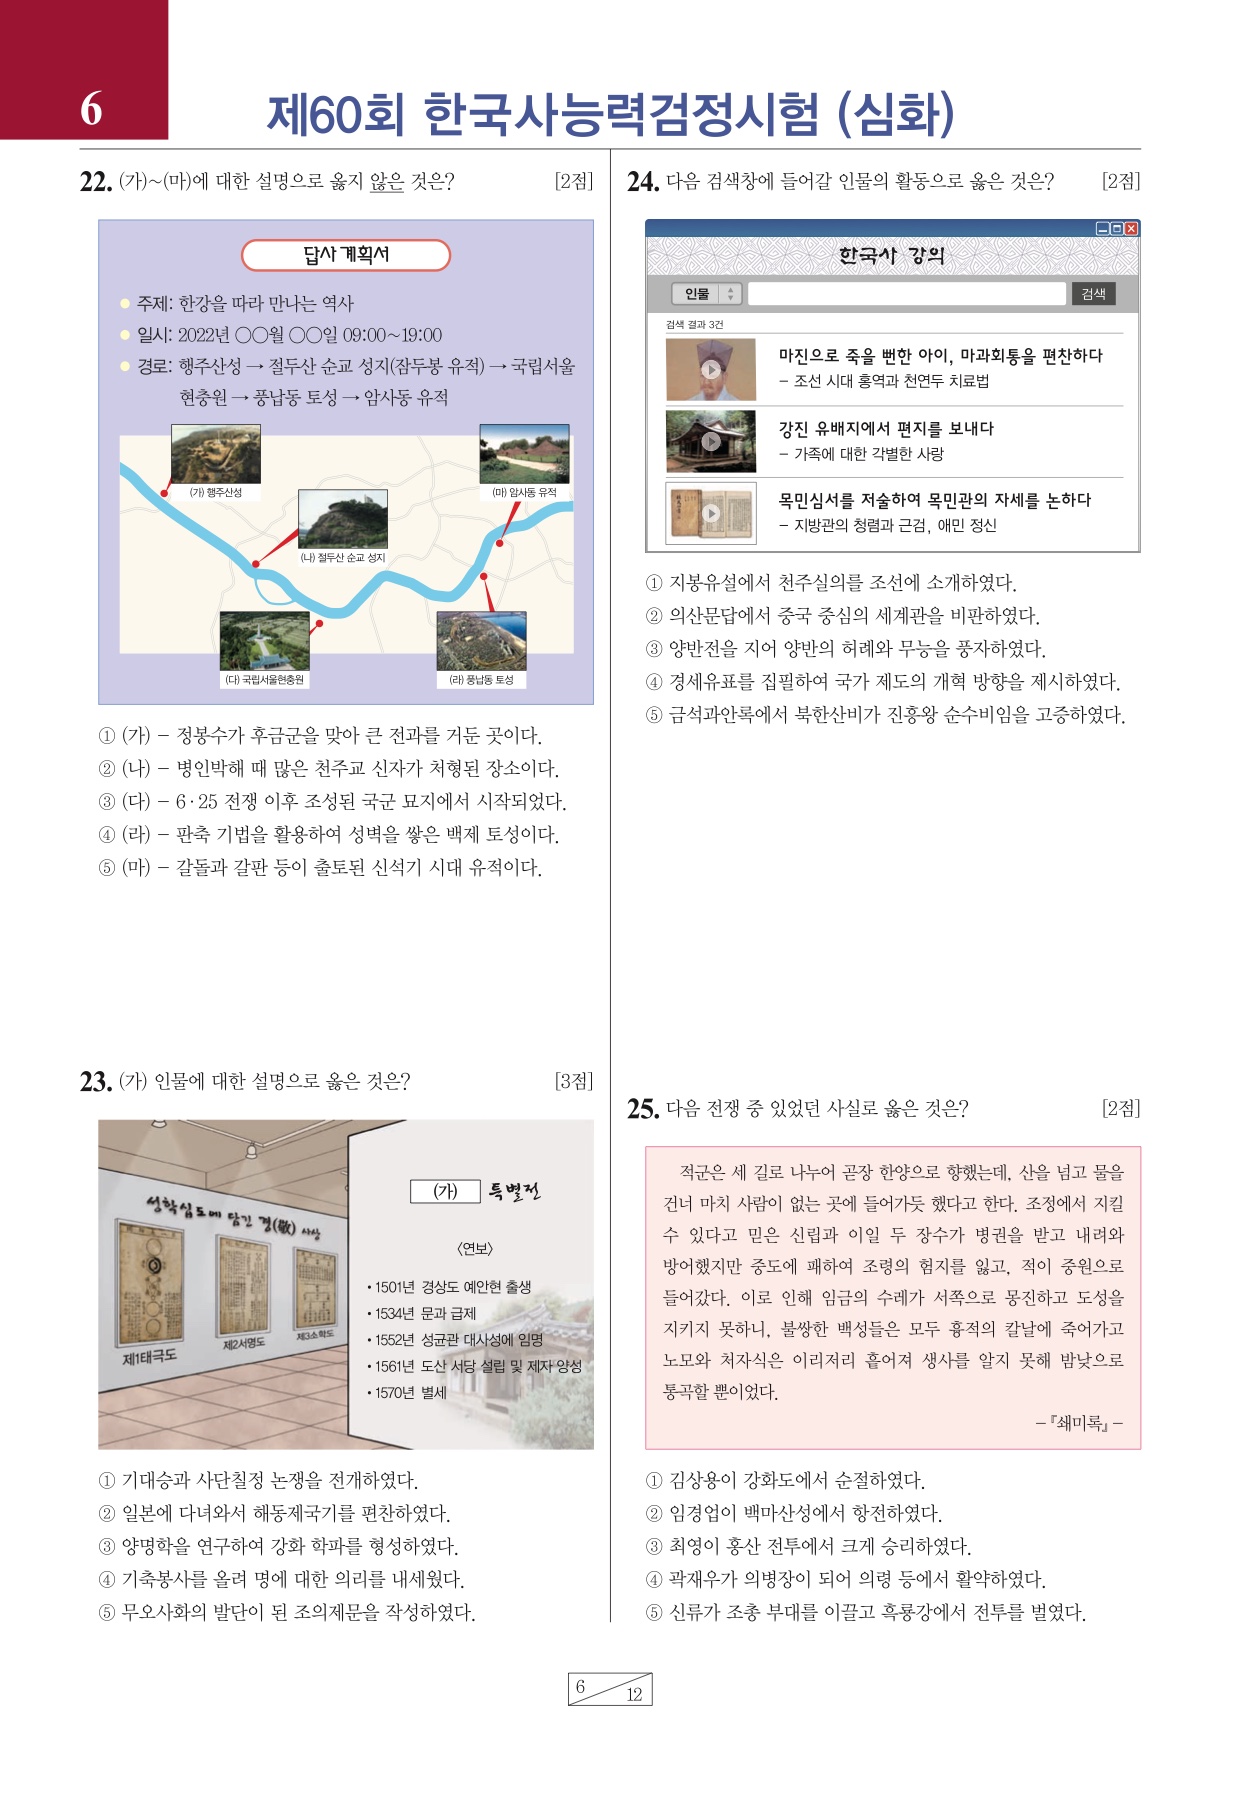 6
제60회 한국사능력검정시험 (심화)
22. (가)~(마)에 대한 설명으로 옳지 않은 것은? [2점]
답사 계획서
● 주제: 한강을 따라 만나는 역사
● 일시: 2022년 ○○월 ○○일 09:00~19:00
● 경로: 행주산성 → 절두산 순교 성지(잠두봉 유적) → 국립서울
현충원 → 풍납동 토성 → 암사동 유적
(가) 행주산성
(마) 암사동 유적
(나) 절두산 순교 성지
(다) 국립서울현충원
(라) 풍납동 토성
① (가) – 정봉수가 후금군을 맞아 큰 전과를 거둔 곳이다.
② (나) – 병인박해 때 많은 천주교 신자가 처형된 장소이다.
③ (다) – 6·25 전쟁 이후 조성된 국군 묘지에서 시작되었다.
④ (라) – 판축 기법을 활용하여 성벽을 쌓은 백제 토성이다.
⑤ (마) – 갈돌과 갈판 등이 출토된 신석기 시대 유적이다.
23. (가) 인물에 대한 설명으로 옳은 것은? [3점]
성학십도에 담긴 경(敬) 사상
제1태극도
제2서명도
제3소학도
(가) 특별전
〈연보〉
• 1501년 경상도 예안현 출생
• 1534년 문과 급제
• 1552년 성균관 대사성에 임명
• 1561년 도산 서당 설립 및 제자 양성
• 1570년 별세
① 기대승과 사단칠정 논쟁을 전개하였다.
② 일본에 다녀와서 해동제국기를 편찬하였다.
③ 양명학을 연구하여 강화 학파를 형성하였다.
④ 기축봉사를 올려 명에 대한 의리를 내세웠다.
⑤ 무오사화의 발단이 된 조의제문을 작성하였다.
24. 다음 검색창에 들어갈 인물의 활동으로 옳은 것은? [2점]
한국사 강의
인물 검색
검색 결과 3건
마진으로 죽을 뻔한 아이, 마과회통을 편찬하다
– 조선 시대 홍역과 천연두 치료법
강진 유배지에서 편지를 보내다
– 가족에 대한 각별한 사랑
목민심서를 저술하여 목민관의 자세를 논하다
– 지방관의 청렴과 근검, 애민 정신
① 지봉유설에서 천주실의를 조선에 소개하였다.
② 의산문답에서 중국 중심의 세계관을 비판하였다.
③ 양반전을 지어 양반의 허례와 무능을 풍자하였다.
④ 경세유표를 집필하여 국가 제도의 개혁 방향을 제시하였다.
⑤ 금석과안록에서 북한산비가 진흥왕 순수비임을 고증하였다.
25. 다음 전쟁 중 있었던 사실로 옳은 것은? [2점]
적군은 세 길로 나누어 곧장 한양으로 향했는데, 산을 넘고 물을
건너 마치 사람이 없는 곳에 들어가듯 했다고 한다. 조정에서 지킬
수 있다고 믿은 신립과 이일 두 장수가 병권을 받고 내려와
방어했지만 중도에 패하여 조령의 험지를 잃고, 적이 중원으로
들어갔다. 이로 인해 임금의 수레가 서쪽으로 몽진하고 도성을
지키지 못하니, 불쌍한 백성들은 모두 흉적의 칼날에 죽어가고
노모와 처자식은 이리저리 흩어져 생사를 알지 못해 밤낮으로
통곡할 뿐이었다.
–『쇄미록』–
① 김상용이 강화도에서 순절하였다.
② 임경업이 백마산성에서 항전하였다.
③ 최영이 홍산 전투에서 크게 승리하였다.
④ 곽재우가 의병장이 되어 의령 등에서 활약하였다.
⑤ 신류가 조총 부대를 이끌고 흑룡강에서 전투를 벌였다.
6
12